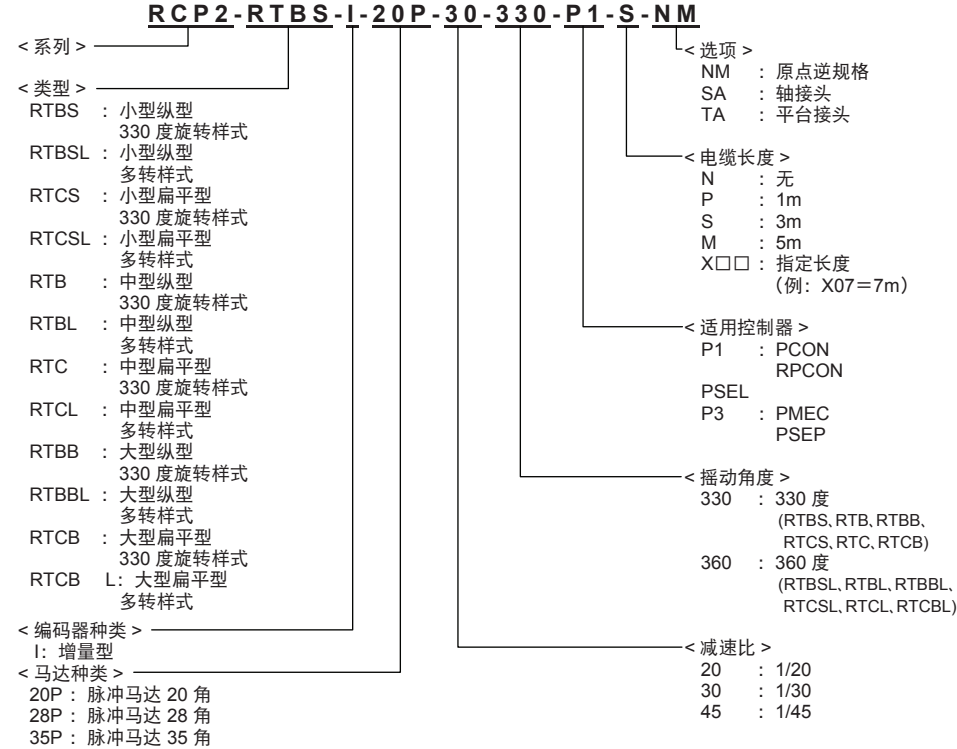 RCP2-RTBS-I-20P-30-330-P1-S-NM
< 系列 >
< 类型 >
RTBS ：小型纵型
330 度旋转样式
RTBSL ：小型纵型
多转样式
RTCS ：小型扁平型
330 度旋转样式
RTCSL ：小型扁平型
多转样式
RTB ：中型纵型
330 度旋转样式
RTBL ：中型纵型
多转样式
RTC ：中型扁平型
330 度旋转样式
RTCL ：中型扁平型
多转样式
RTBB ：大型纵型
330 度旋转样式
RTBBL ：大型纵型
多转样式
RTCB ：大型扁平型
330 度旋转样式
RTCB L：大型扁平型
多转样式
< 编码器种类 >
I：增量型
< 马达种类 >
20P ：脉冲马达 20 角
28P ：脉冲马达 28 角
35P ：脉冲马达 35 角
< 选项 >
NM ：原点逆规格
SA ：轴接头
TA ：平台接头
< 电缆长度 >
N ：无
P ：1m
S ：3m
M ：5m
X□□ ：指定长度
（例：X07＝7m）
< 适用控制器 >
P1 ：PCON
RPCON
PSEL
P3 ：PMEC
PSEP
< 摇动角度 >
330 ：330 度
(RTBS、RTB、RTBB、
RTCS、RTC、RTCB)
360 ：360 度
(RTBSL、RTBL、RTBBL、
RTCSL、RTCL、RTCBL)
< 减速比 >
20 ：1/20
30 ：1/30
45 ：1/45